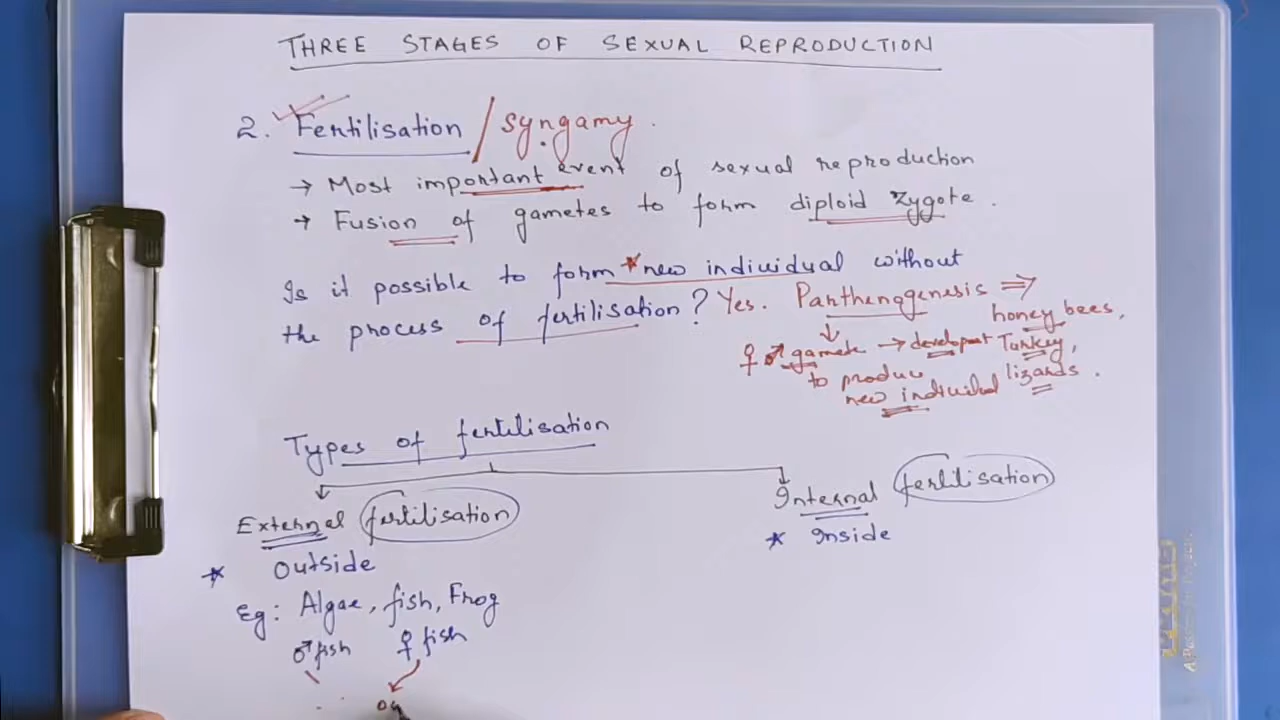 THREE STAGES OF SEXUAL REPRODUCTION
2. Fertilisation / Syngamy.
→ Most important event of sexual reproduction
→ Fusion of gametes to form diploid zygote.
Is it possible to form *new individual without
the process of fertilisation? Yes. Parthenogenesis ⇒
honey bees,
Turkey,
lizards.
↓
♀ ♂ gamete → development
to produce
new individual
Types of fertilisation
External fertilisation
* Outside
Eg: Algae, fish, Frog
♂ fish ♀ fish
Internal fertilisation
* Inside